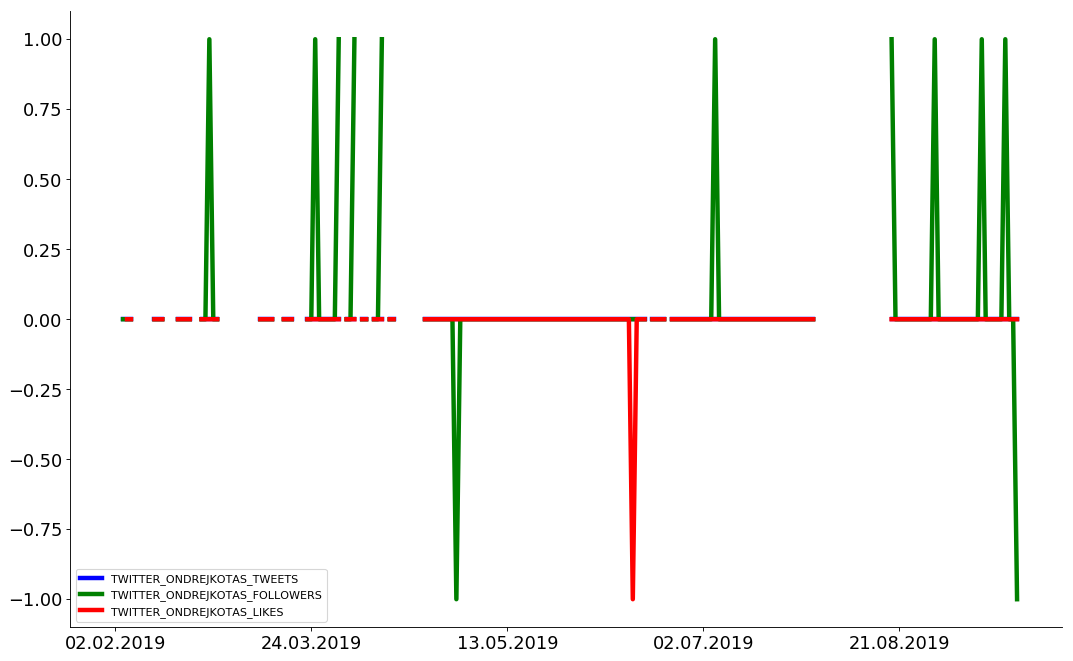 1.00
0.75
0.50
0.25
0.00
−0.25
−0.50
−0.75
−1.00
TWITTER_ONDREJKOTAS_TWEETS
TWITTER_ONDREJKOTAS_FOLLOWERS
TWITTER_ONDREJKOTAS_LIKES
02.02.2019 24.03.2019 13.05.2019 02.07.2019 21.08.2019